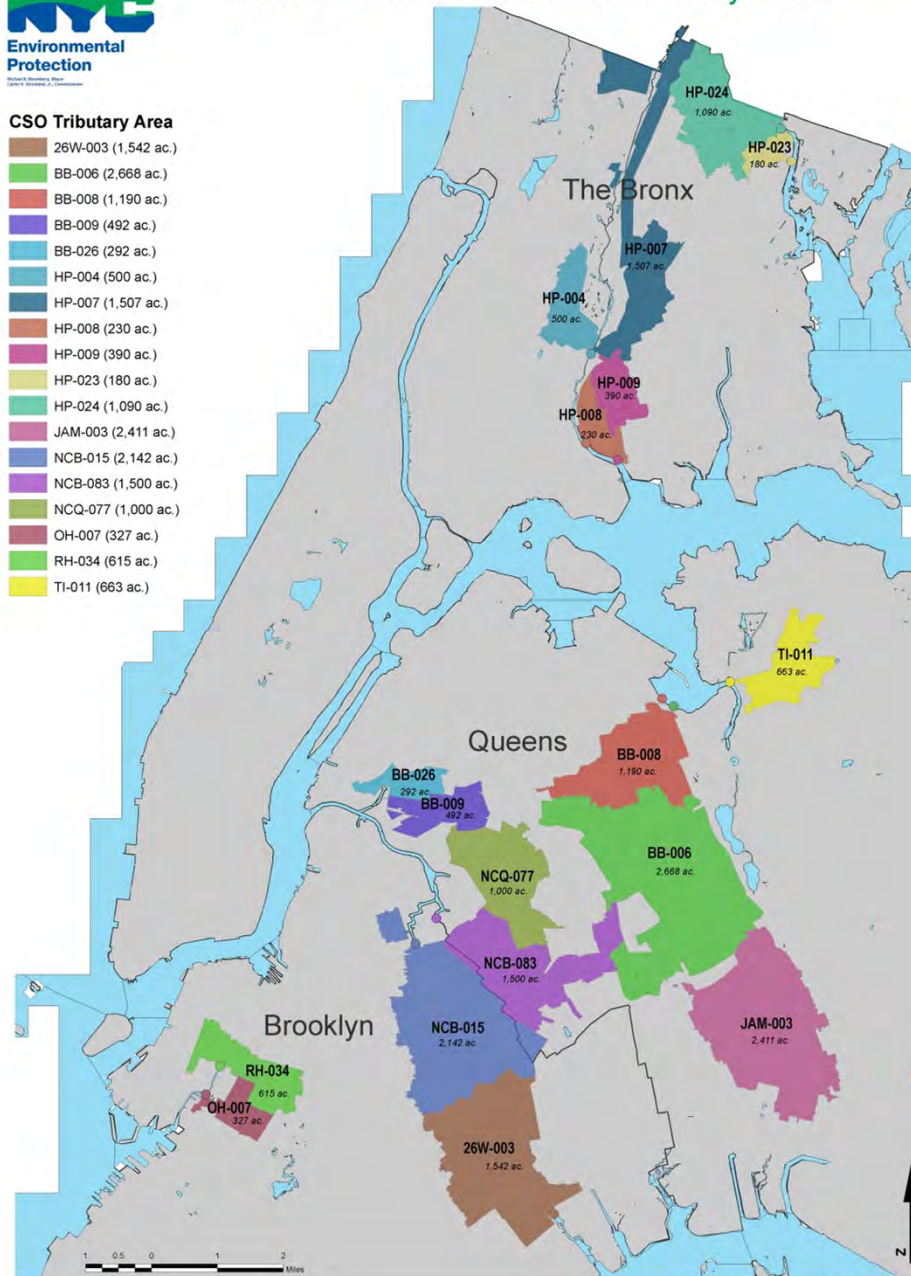 NYC
Environmental
Protection
CSO Tributary Area
26W-003 (1,542 ac.)
BB-006 (2,668 ac.)
BB-008 (1,190 ac.)
BB-009 (492 ac.)
BB-026 (292 ac.)
HP-004 (500 ac.)
HP-007 (1,507 ac.)
HP-008 (230 ac.)
HP-009 (390 ac.)
HP-023 (180 ac.)
HP-024 (1,090 ac.)
JAM-003 (2,411 ac.)
NCB-015 (2,142 ac.)
NCB-083 (1,500 ac.)
NCQ-077 (1,000 ac.)
OH-007 (327 ac.)
RH-034 (615 ac.)
TI-011 (663 ac.)
HP-024
1,090 ac.
HP-023
180 ac.
The Bronx
HP-007
1,507 ac.
HP-004
500 ac.
HP-009
390 ac.
HP-008
230 ac.
TI-011
663 ac.
Queens
BB-008
1,190 ac.
BB-026
292 ac.
BB-009
492 ac.
BB-006
2,668 ac.
NCQ-077
1,000 ac.
NCB-083
1,500 ac.
Brooklyn
NCB-015
2,142 ac.
JAM-003
2,411 ac.
RH-034
615 ac.
OH-007
327 ac.
26W-003
1,542 ac.
1 0.5 0 1 2
Miles
N